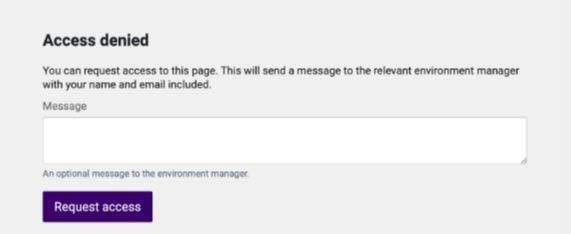 Access denied
You can request access to this page. This will send a message to the relevant environment manager
with your name and email included.
Message
An optional message to the environment manager.
Request access